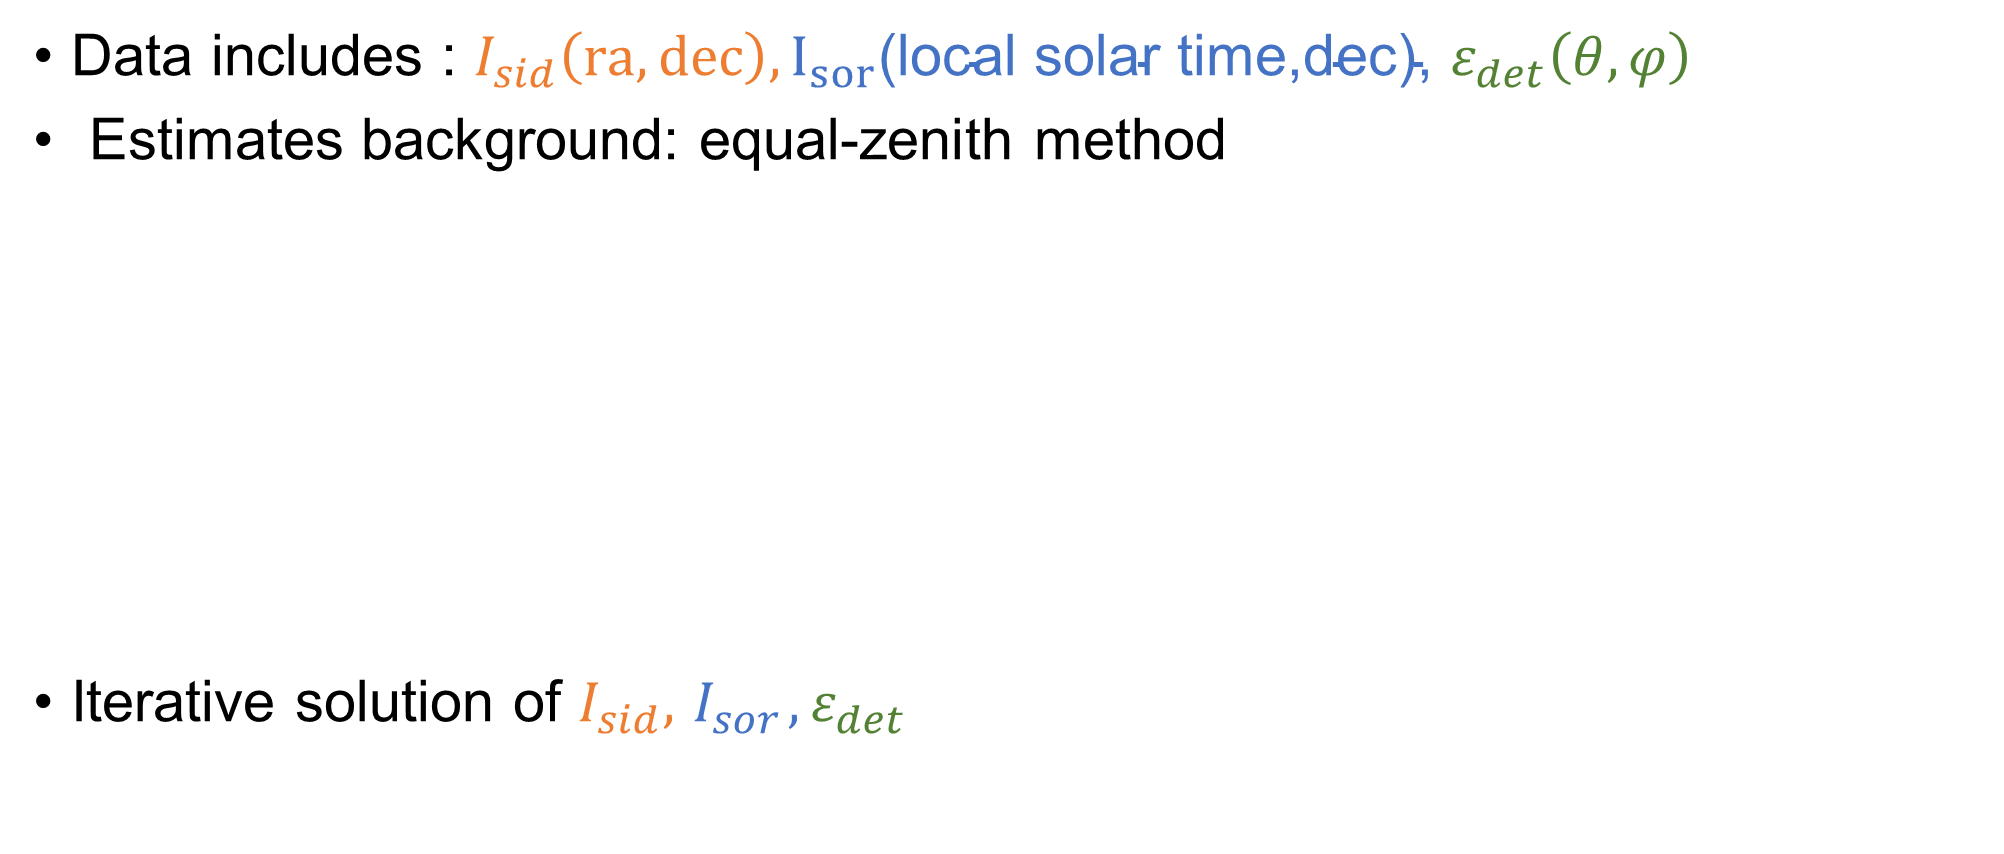 • Data includes : I_sid(ra, dec), I_sor(local solar time,dec), ε_det(θ, φ)
• Estimates background: equal-zenith method
• Iterative solution of I_sid, I_sor, ε_det